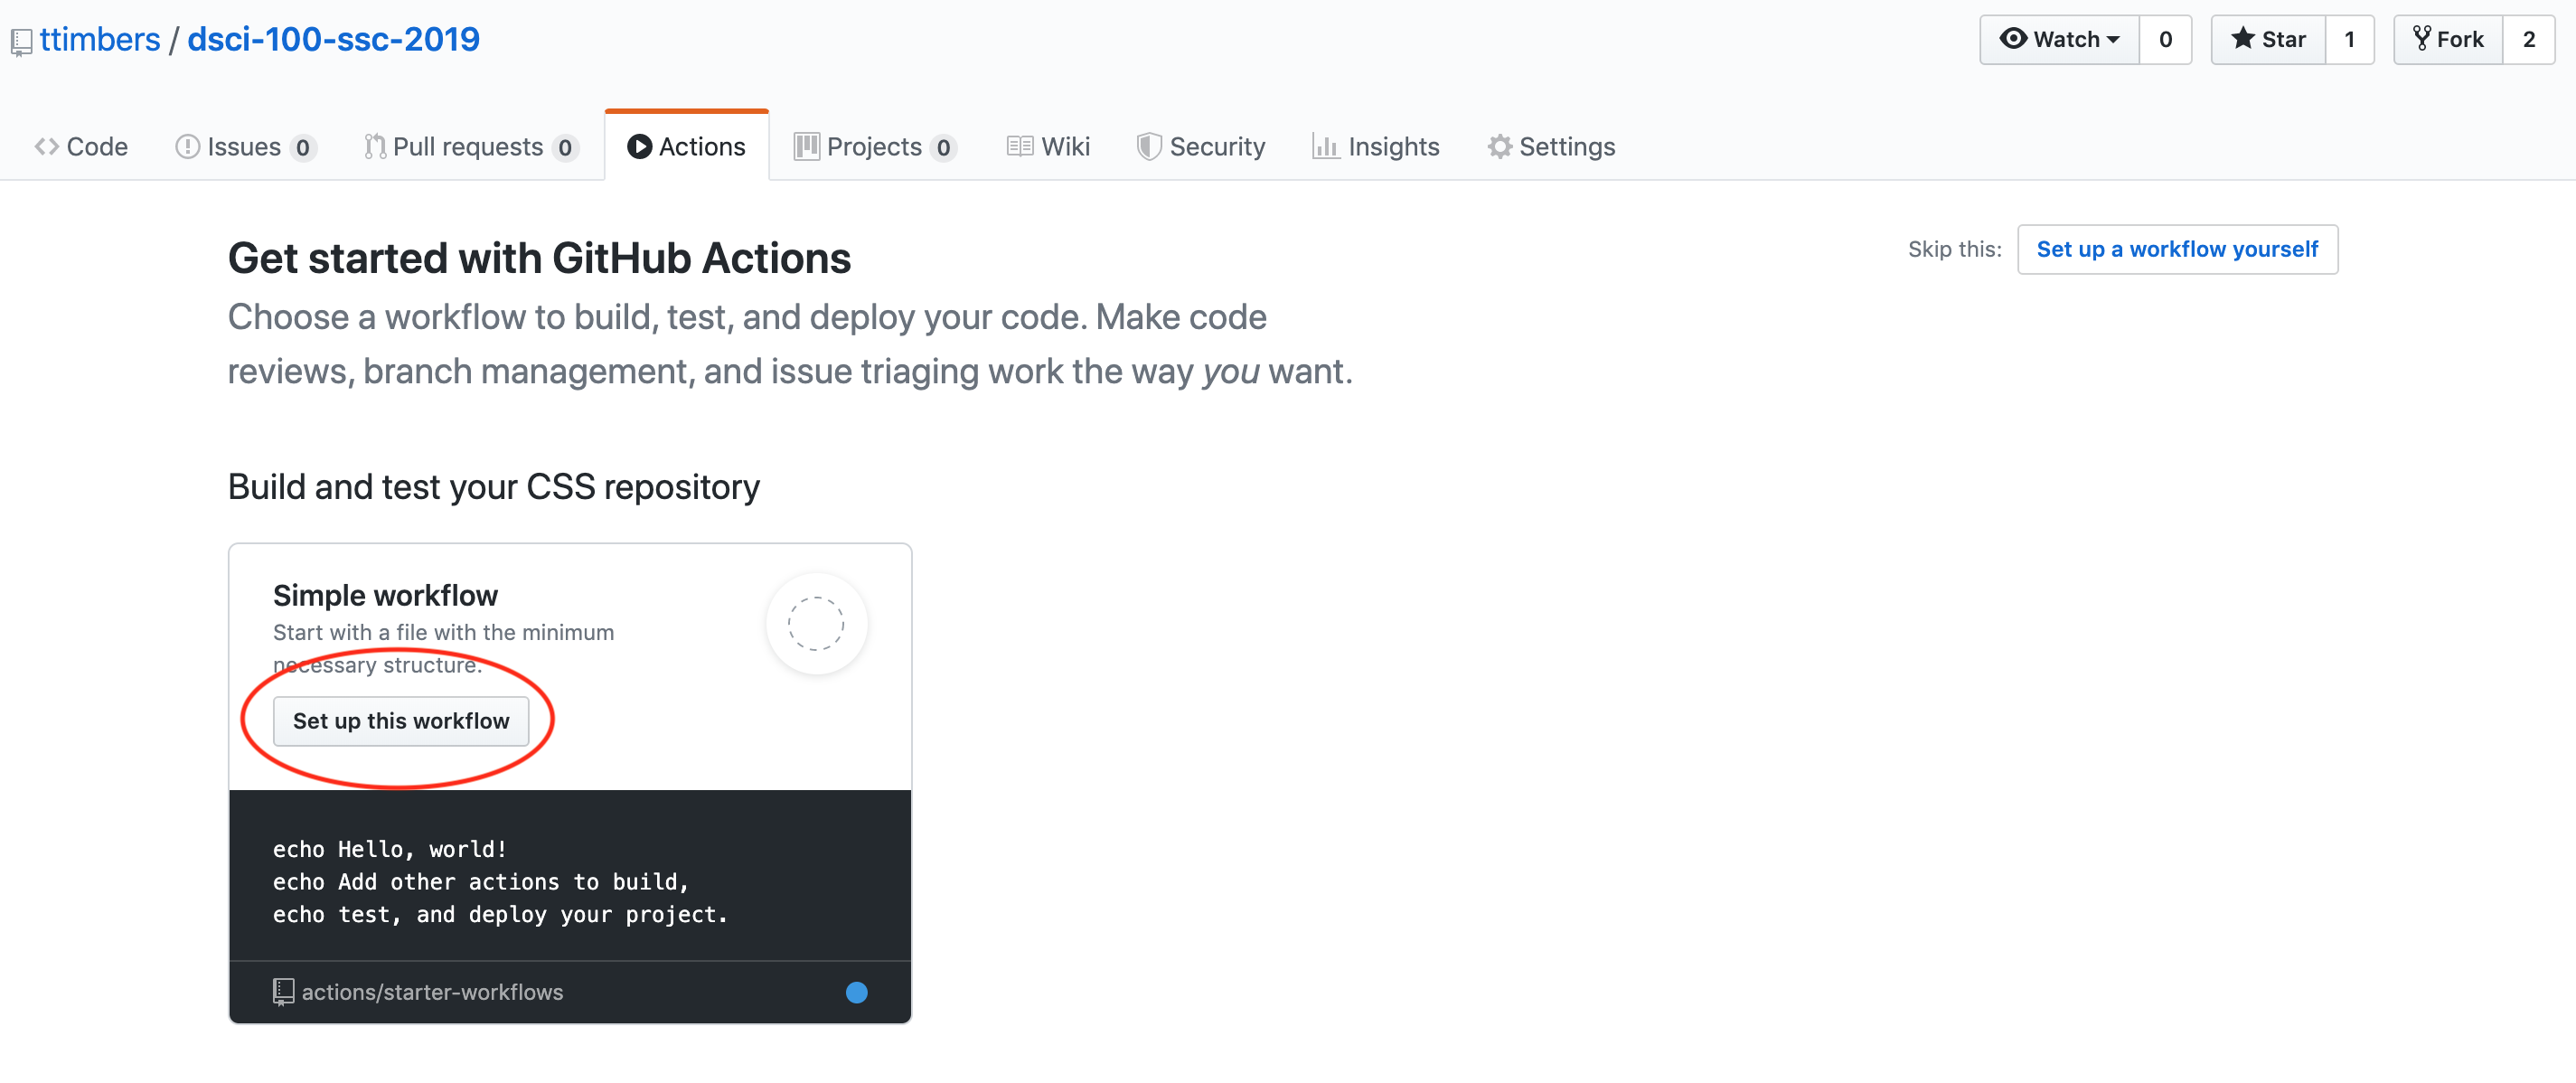 ttimbers / dsci-100-ssc-2019
Watch 0 Star 1 Fork 2
Code Issues 0 Pull requests 0 Actions Projects 0 Wiki Security Insights Settings
Get started with GitHub Actions
Skip this: Set up a workflow yourself
Choose a workflow to build, test, and deploy your code. Make code
reviews, branch management, and issue triaging work the way you want.
Build and test your CSS repository
Simple workflow
Start with a file with the minimum
necessary structure.
Set up this workflow
echo Hello, world!
echo Add other actions to build,
echo test, and deploy your project.
actions/starter-workflows